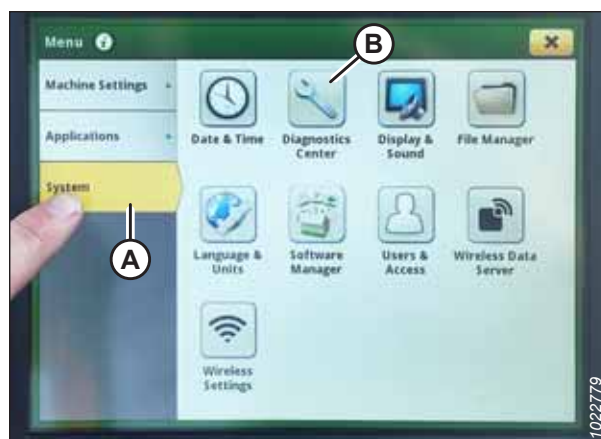 Menu i
B
Machine Settings
Applications
System
A
Date & Time
Diagnostics
Center
Display &
Sound
File Manager
Language &
Units
Software
Manager
Users &
Access
Wireless Data
Server
Wireless
Settings
1022779